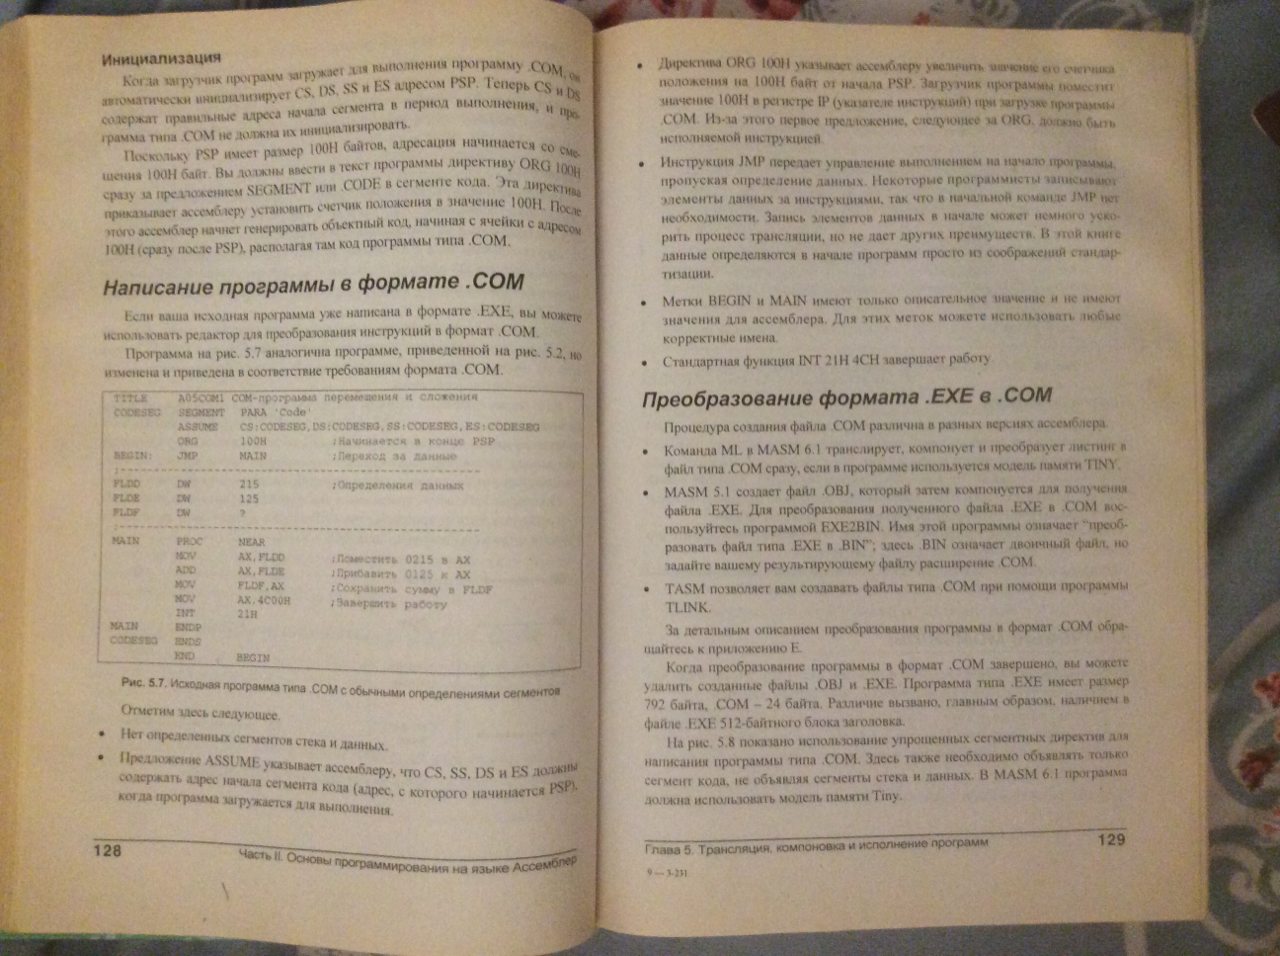 Инициализация
Когда загрузчик программ загружает для выполнения программу .COM, он
автоматически инициализирует CS, DS, SS и ES адресом PSP. Теперь CS и DS
содержат правильные адреса начала сегмента в период выполнения, и про-
грамма типа .COM не должна их инициализировать.
Поскольку PSP имеет размер 100H байтов, адресация начинается со сме-
щения 100H байт. Вы должны ввести в текст программы директиву ORG 100H
сразу за предложением SEGMENT или .CODE в сегменте кода. Эта директива
приказывает ассемблеру установить счетчик положения в значение 100H. После
этого ассемблер начнет генерировать объектный код, начиная с ячейки с адресом
100H (сразу после PSP), располагая там код программы типа .COM.
Написание программы в формате .COM
Если ваша исходная программа уже написана в формате .EXE, вы можете
использовать редактор для преобразования инструкций в формат .COM.
Программа на рис. 5.7 аналогична программе, приведенной на рис. 5.2, но
изменена и приведена в соответствие требованиям формата .COM.
TITLE A05COM1 COM-программа перемещения и сложения
CODESEG SEGMENT PARA 'Code'
ASSUME CS:CODESEG,DS:CODESEG,SS:CODESEG,ES:CODESEG
ORG 100H ;Начинается в конце PSP
BEGIN: JMP MAIN ;Переход за данные
;--------------------------------------------------
FLDD DW 215 ;Определения данных
FLDE DW 125
FLDF DW ?
;--------------------------------------------------
MAIN PROC NEAR
MOV AX,FLDD ;Поместить 0215 в AX
ADD AX,FLDE ;Прибавить 0125 к AX
MOV FLDF,AX ;Сохранить сумму в FLDF
MOV AX,4C00H ;Завершить работу
INT 21H
MAIN ENDP
CODESEG ENDS
END BEGIN
Рис. 5.7. Исходная программа типа .COM с обычными определениями сегментов
Отметим здесь следующее.
• Нет определенных сегментов стека и данных.
• Предложение ASSUME указывает ассемблеру, что CS, SS, DS и ES должны
содержать адрес начала сегмента кода (адрес, с которого начинается PSP),
когда программа загружается для выполнения.
128 Часть II. Основы программирования на языке Ассемблер
• Директива ORG 100H указывает ассемблеру увеличить значение его счетчика
положения на 100H байт от начала PSP. Загрузчик программы поместит
значение 100H в регистре IP (указателе инструкций) при загрузке программы
.COM. Из-за этого первое предложение, следующее за ORG, должно быть
исполняемой инструкцией.
• Инструкция JMP передает управление выполнением на начало программы,
пропуская определение данных. Некоторые программисты записывают
элементы данных за инструкциями, так что в начальной команде JMP нет
необходимости. Запись элементов данных в начале может немного уско-
рить процесс трансляции, но не дает других преимуществ. В этой книге
данные определяются в начале программ просто из соображений стандар-
тизации.
• Метки BEGIN и MAIN имеют только описательное значение и не имеют
значения для ассемблера. Для этих меток можете использовать любые
корректные имена.
• Стандартная функция INT 21H 4CH завершает работу
Преобразование формата .EXE в .COM
Процедура создания файла .COM различна в разных версиях ассемблера.
• Команда ML в MASM 6.1 транслирует, компонует и преобразует листинг в
файл типа .COM сразу, если в программе используется модель памяти TINY.
• MASM 5.1 создает файл .OBJ, который затем компонуется для получения
файла .EXE. Для преобразования полученного файла .EXE в .COM вос-
пользуйтесь программой EXE2BIN. Имя этой программы означает “преоб-
разовать файл типа .EXE в .BIN”; здесь .BIN означает двоичный файл, но
задайте вашему результирующему файлу расширение .COM.
• TASM позволяет вам создавать файлы типа .COM при помощи программы
TLINK.
За детальным описанием преобразования программы в формат .COM обра-
щайтесь к приложению E.
Когда преобразование программы в формат .COM завершено, вы можете
удалить созданные файлы .OBJ и .EXE. Программа типа .EXE имеет размер
792 байта, .COM – 24 байта. Различие вызвано, главным образом, наличием в
файле .EXE 512-байтного блока заголовка.
На рис. 5.8 показано использование упрощенных сегментных директив для
написания программы типа .COM. Здесь также необходимо объявлять только
сегмент кода, не объявляя сегменты стека и данных. В MASM 6.1 программа
должна использовать модель памяти Tiny.
Глава 5. Трансляция, компоновка и исполнение программ 129
9 — 3-231